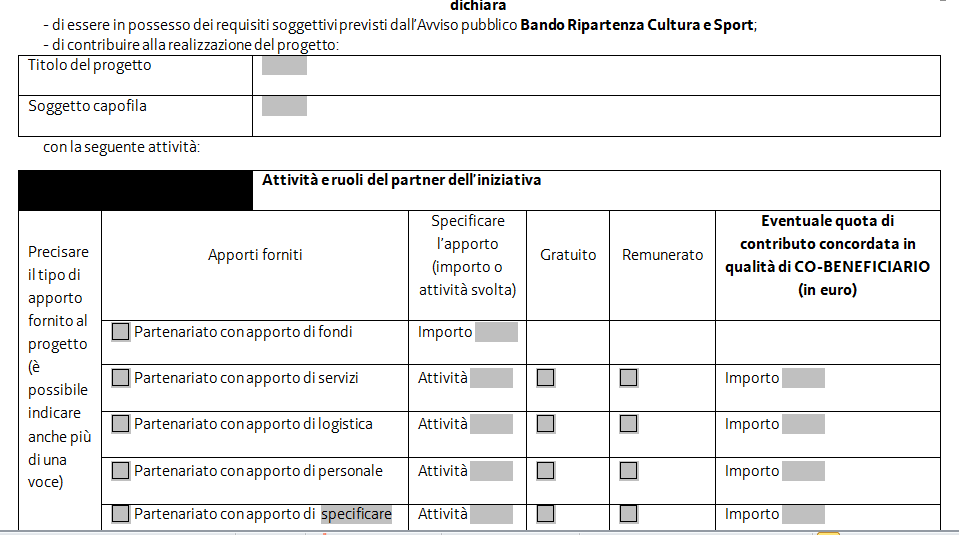 dichiara
- di essere in possesso dei requisiti soggettivi previsti dall'Avviso pubblico Bando Ripartenza Cultura e Sport;
- di contribuire alla realizzazione del progetto:
Titolo del progetto
Soggetto capofila
con la seguente attività:
Attività e ruoli del partner dell'iniziativa
Precisare
il tipo di
apporto
fornito al
progetto
(è
possibile
indicare
anche più
di una
voce)
Apporti forniti
Specificare
l'apporto
(importo o
attività svolta)
Gratuito
Remunerato
Eventuale quota di
contributo concordata in
qualità di CO-BENEFICIARIO
(in euro)
Partenariato con apporto di fondi
Importo
Partenariato con apporto di servizi
Attività
Importo
Partenariato con apporto di logistica
Attività
Importo
Partenariato con apporto di personale
Attività
Importo
Partenariato con apporto di specificare
Attività
Importo